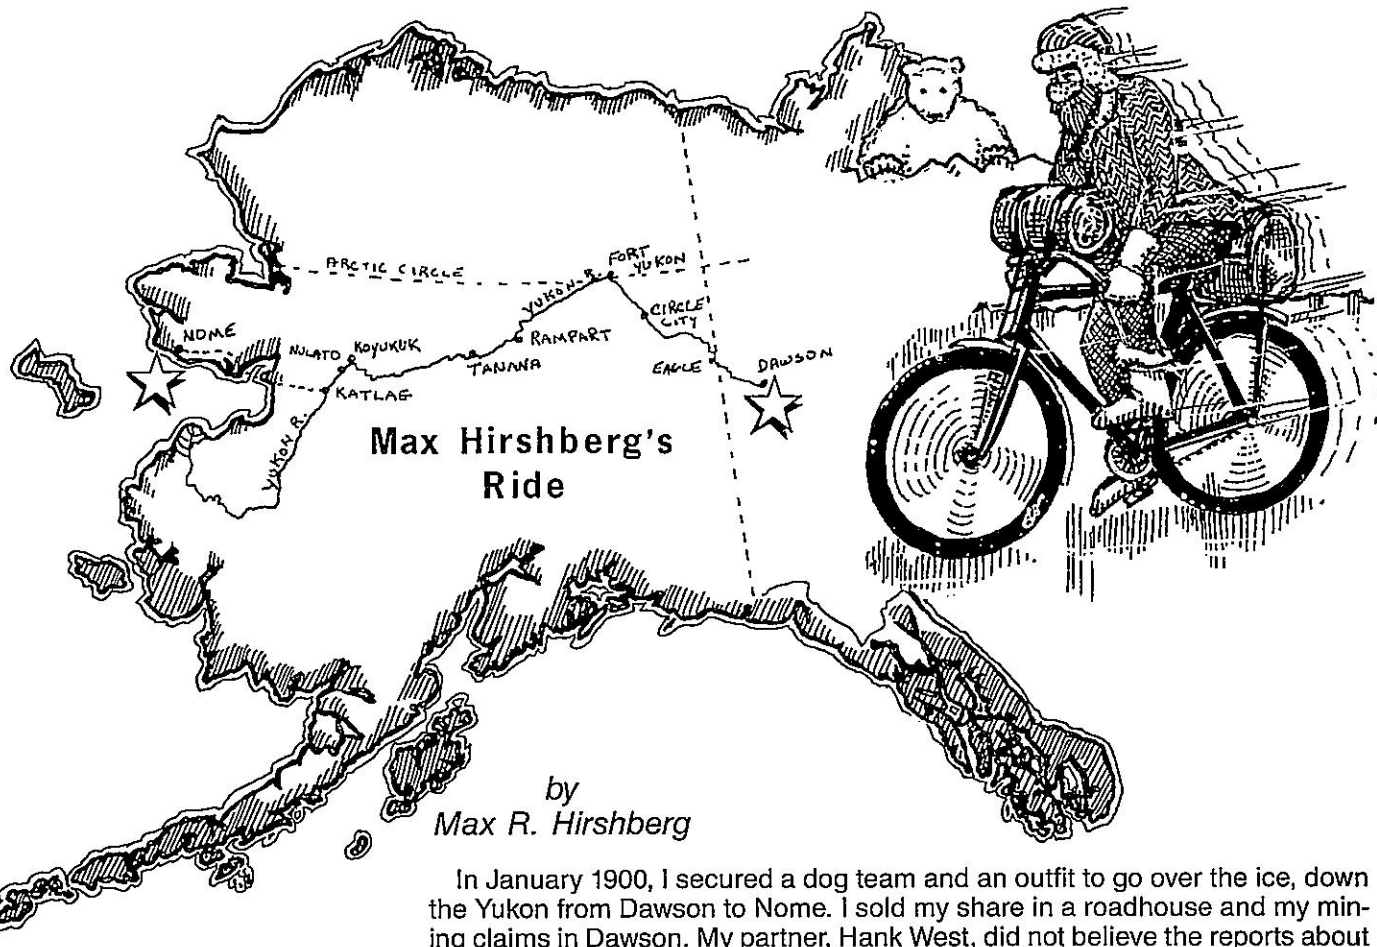 ARCTIC CIRCLE
FORT
YUKON
YUKON R.
CIRCLE
CITY
NOME
NULATO
KOYUKUK
RAMPART
TANANA
EAGLE
DAWSON
KATLAG
YUKON R.
Max Hirshberg's
Ride
by
Max R. Hirshberg
In January 1900, I secured a dog team and an outfit to go over the ice, down
the Yukon from Dawson to Nome. I sold my share in a roadhouse and my min-
ing claims in Dawson. My partner, Hank West, did not believe the reports about